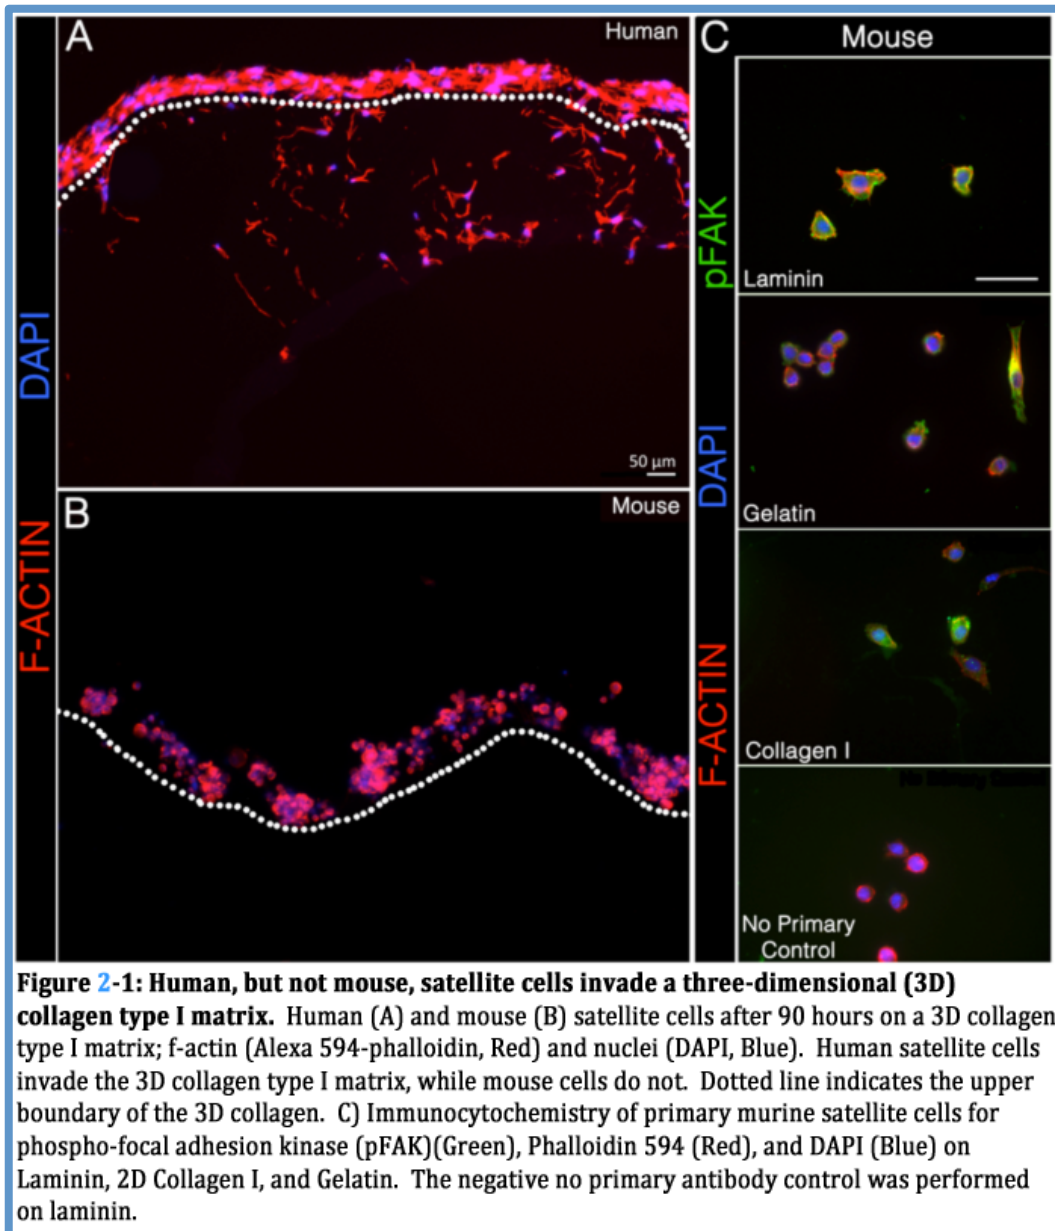 A
Human
DAPI
F-ACTIN
50 µm
B
Mouse
C
Mouse
pFAK
DAPI
F-ACTIN
Laminin
Gelatin
Collagen I
No Primary Control
No Primary
Control
Figure 2-1: Human, but not mouse, satellite cells invade a three-dimensional (3D)
collagen type I matrix. Human (A) and mouse (B) satellite cells after 90 hours on a 3D collagen
type I matrix; f-actin (Alexa 594-phalloidin, Red) and nuclei (DAPI, Blue). Human satellite cells
invade the 3D collagen type I matrix, while mouse cells do not. Dotted line indicates the upper
boundary of the 3D collagen. C) Immunocytochemistry of primary murine satellite cells for
phospho-focal adhesion kinase (pFAK)(Green), Phalloidin 594 (Red), and DAPI (Blue) on
Laminin, 2D Collagen I, and Gelatin. The negative no primary antibody control was performed
on laminin.